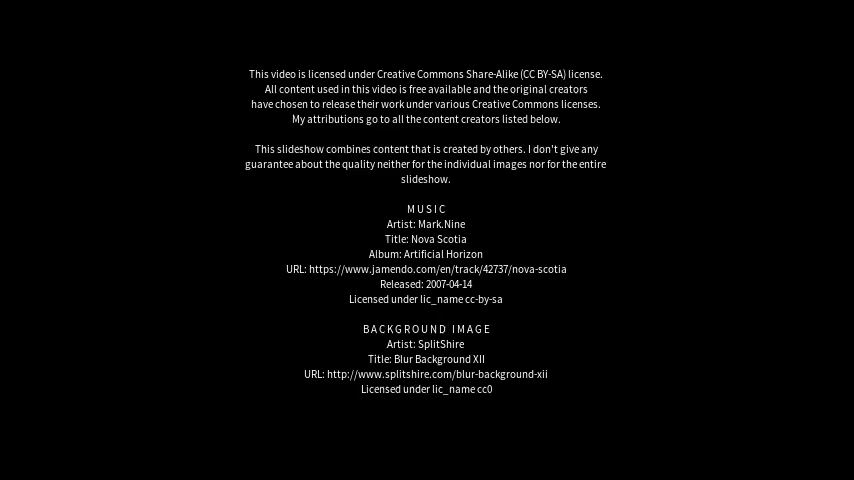 This video is licensed under Creative Commons Share-Alike (CC BY-SA) license.
All content used in this video is free available and the original creators
have chosen to release their work under various Creative Commons licenses.
My attributions go to all the content creators listed below.
This slideshow combines content that is created by others. I don't give any
guarantee about the quality neither for the individual images nor for the entire
slideshow.
MUSIC
Artist: Mark.Nine
Title: Nova Scotia
Album: Artificial Horizon
URL: https://www.jamendo.com/en/track/42737/nova-scotia
Released: 2007-04-14
Licensed under lic_name cc-by-sa
BACKGROUND IMAGE
Artist: SplitShire
Title: Blur Background XII
URL: http://www.splitshire.com/blur-background-xii
Licensed under lic_name cc0